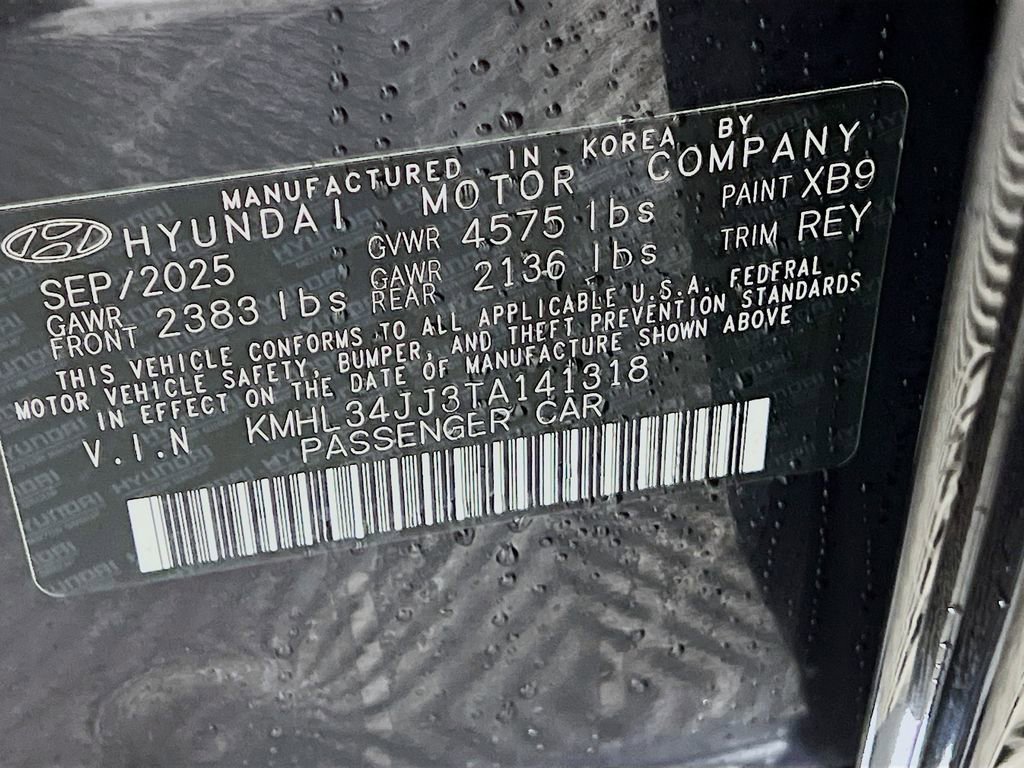 MANUFACTURED IN KOREA BY
HYUNDAI MOTOR COMPANY
SEP/2025 GVWR 4575 lbs PAINT XB9
GAWR FRONT 2383 lbs GAWR REAR 2136 lbs TRIM REY
THIS VEHICLE CONFORMS TO ALL APPLICABLE U.S.A. FEDERAL
MOTOR VEHICLE SAFETY, BUMPER, AND THEFT PREVENTION STANDARDS
IN EFFECT ON THE DATE OF MANUFACTURE SHOWN ABOVE
V.I.N KMHL34JJ3TA141318
PASSENGER CAR